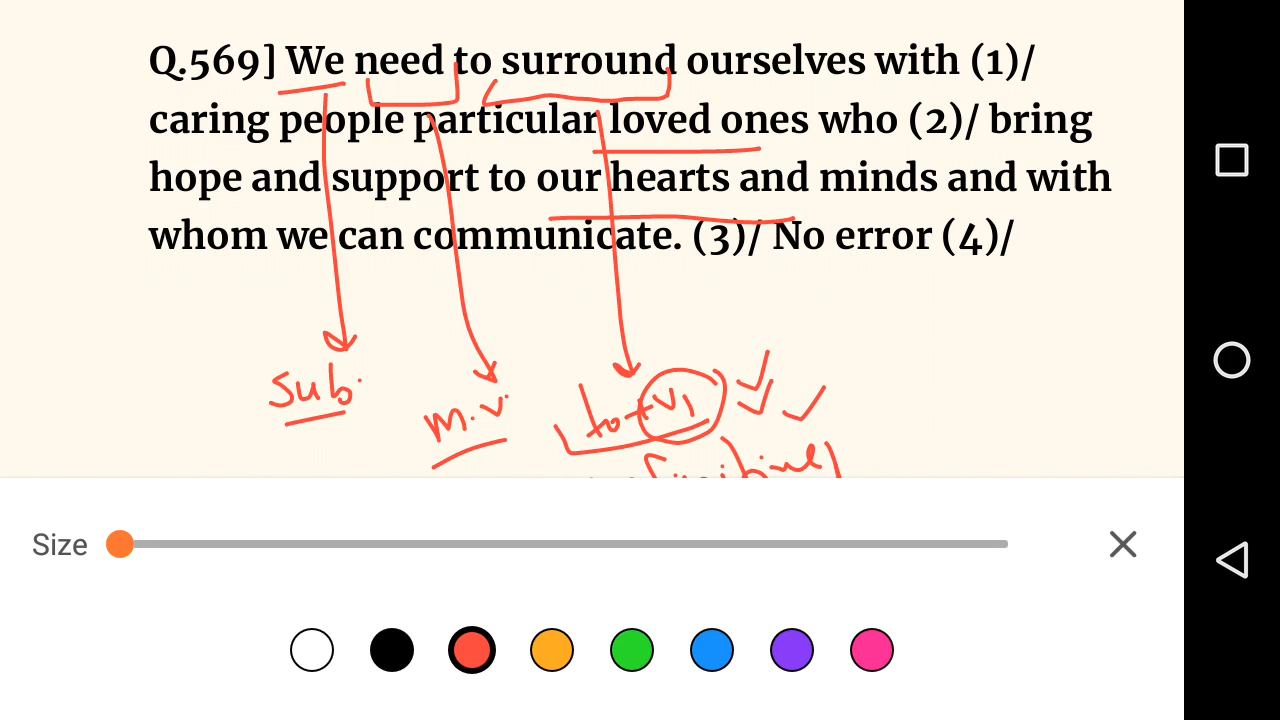 Q.569] We need to surround ourselves with (1)/
caring people particular loved ones who (2)/ bring
hope and support to our hearts and minds and with
whom we can communicate. (3)/ No error (4)/
Sub.
m.v.
to+V1
Size